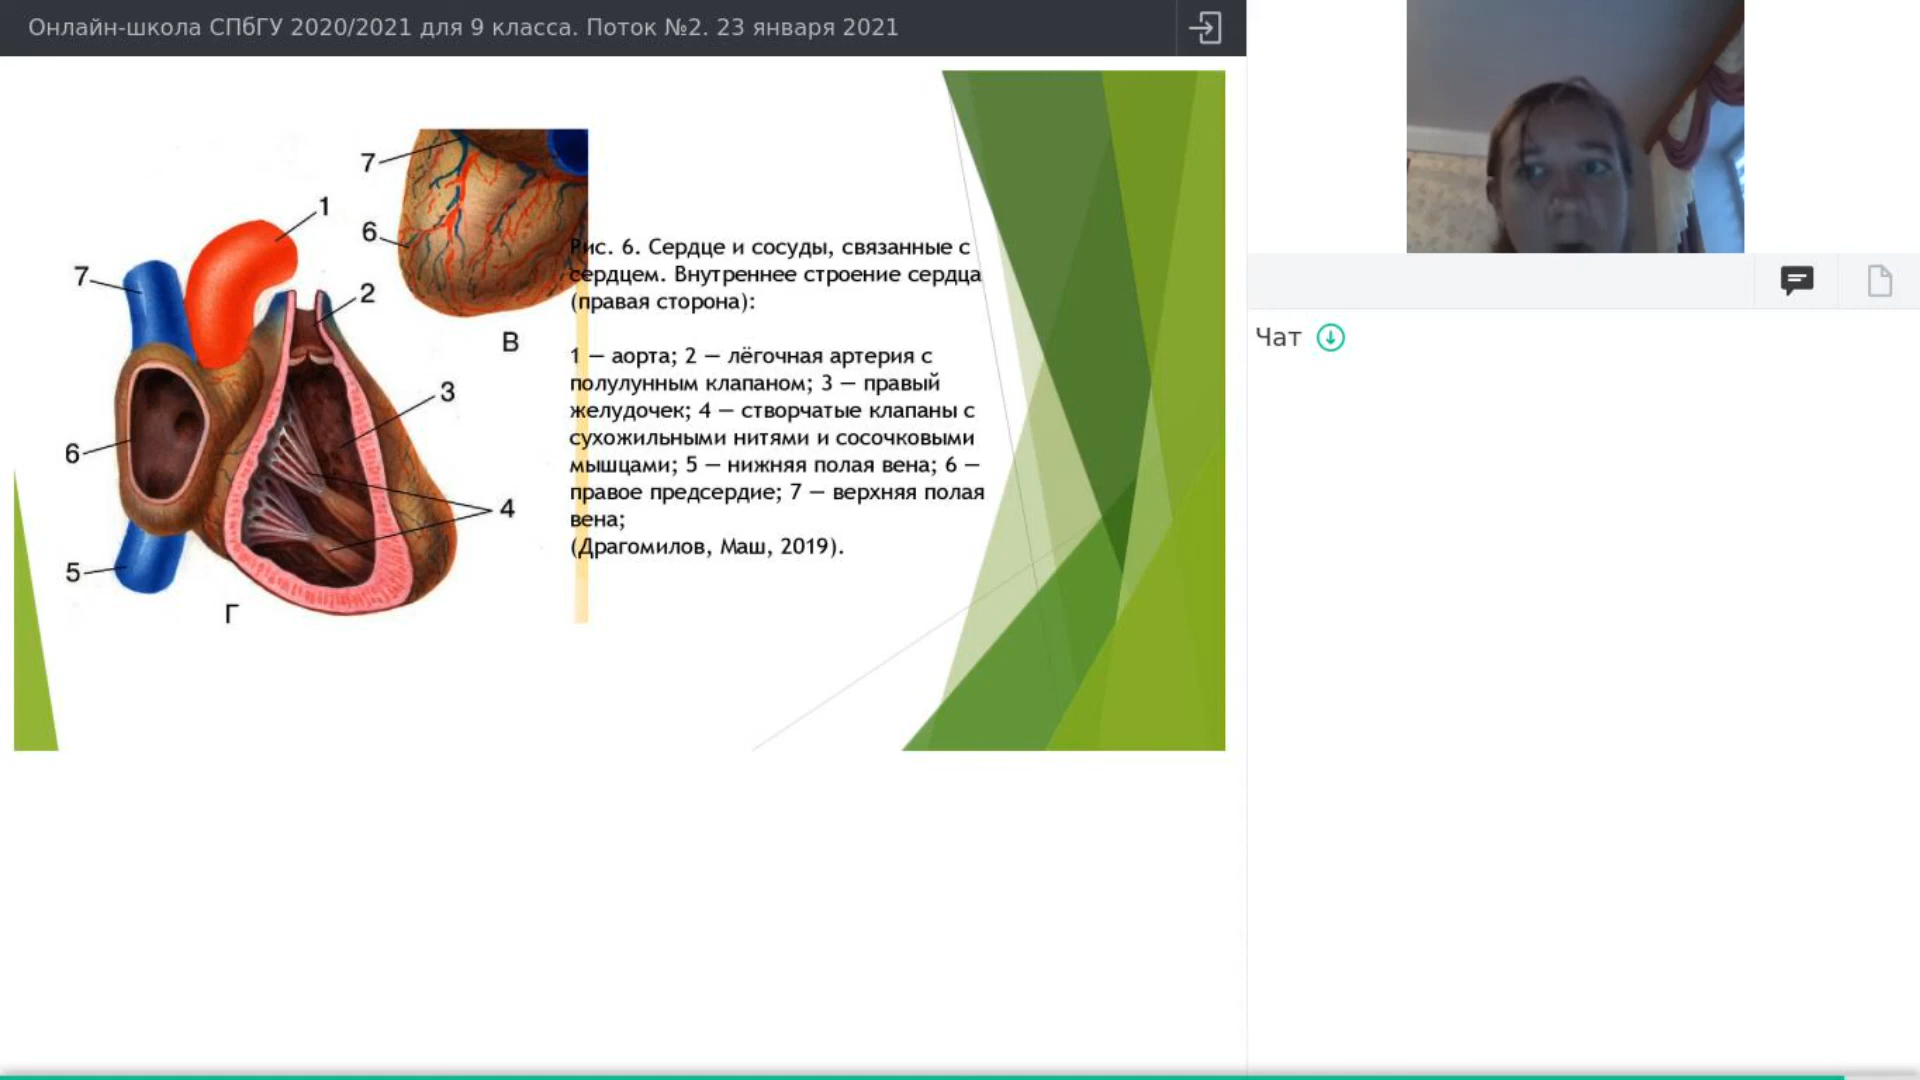 Онлайн-школа СПбГУ 2020/2021 для 9 класса. Поток №2. 23 января 2021
7
6
В
1
7
2
3
6
4
5
Г
Рис. 6. Сердце и сосуды, связанные с
сердцем. Внутреннее строение сердца
(правая сторона):
1 — аорта; 2 — лёгочная артерия с
полулунным клапаном; 3 — правый
желудочек; 4 — створчатые клапаны с
сухожильными нитями и сосочковыми
мышцами; 5 — нижняя полая вена; 6 —
правое предсердие; 7 — верхняя полая
вена;
(Драгомилов, Маш, 2019).
Чат